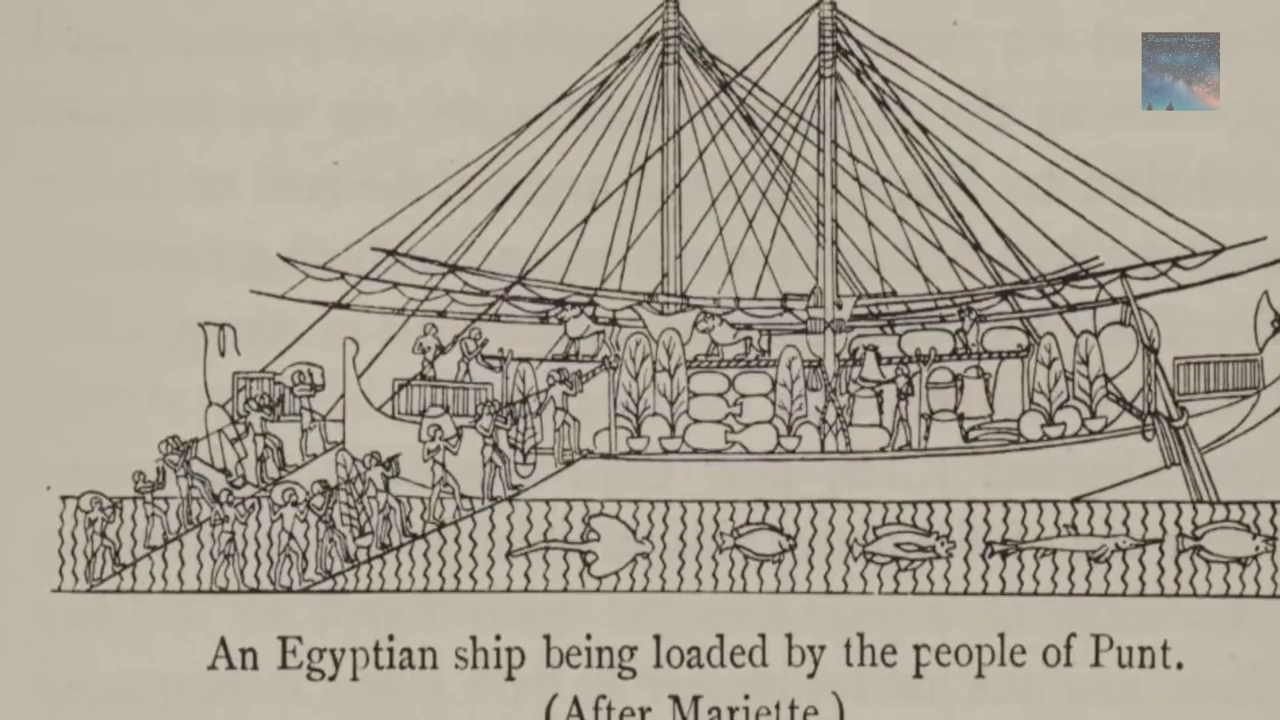 An Egyptian ship being loaded by the people of Punt.
(After Mariette.)